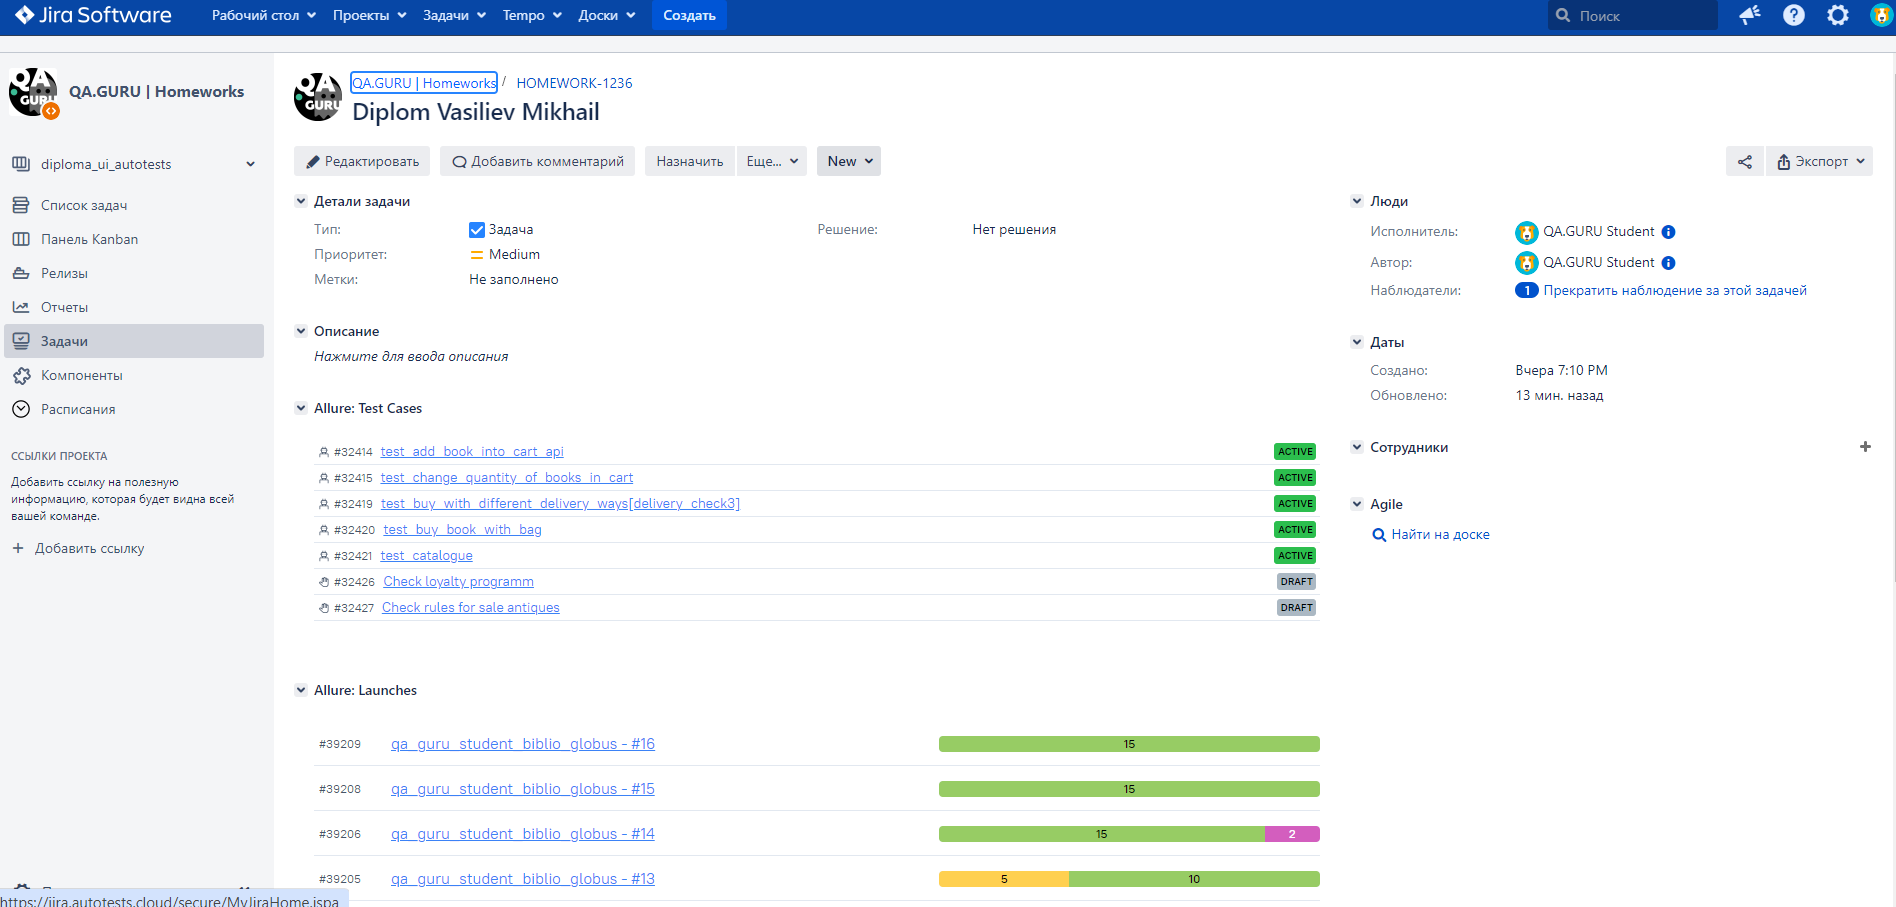 Jira Software
Рабочий стол Проекты Задачи Tempo Доски Создать Поиск
QA GURU
QA.GURU | Homeworks
diploma_ui_autotests
Список задач
Панель Kanban
Релизы
Отчеты
Задачи
Компоненты
Расписания
ССЫЛКИ ПРОЕКТА
Добавить ссылку на полезную
информацию, которая будет видна всей
вашей команде.
+ Добавить ссылку
https://jira.autotests.cloud/secure/MyJiraHome.jspa
QA GURU
QA.GURU | Homeworks / HOMEWORK-1236
Diplom Vasiliev Mikhail
Редактировать Добавить комментарий Назначить Еще... New Экспорт
Детали задачи
Тип: Задача Решение: Нет решения
Приоритет: Medium
Метки: Не заполнено
Описание
Нажмите для ввода описания
Allure: Test Cases
#32414 test_add_book_into_cart_api ACTIVE
#32415 test_change_quantity_of_books_in_cart ACTIVE
#32419 test_buy_with_different_delivery_ways[delivery_check3] ACTIVE
#32420 test_buy_book_with_bag ACTIVE
#32421 test_catalogue ACTIVE
#32426 Check loyalty programm DRAFT
#32427 Check rules for sale antiques DRAFT
Allure: Launches
#39209 qa_guru_student_biblio_globus - #16 15
#39208 qa_guru_student_biblio_globus - #15 15
#39206 qa_guru_student_biblio_globus - #14 15 2
#39205 qa_guru_student_biblio_globus - #13 5 10
Люди
Исполнитель: QA.GURU Student
Автор: QA.GURU Student
Наблюдатели: 1 Прекратить наблюдение за этой задачей
Даты
Создано: Вчера 7:10 PM
Обновлено: 13 мин. назад
Сотрудники +
Agile
Найти на доске